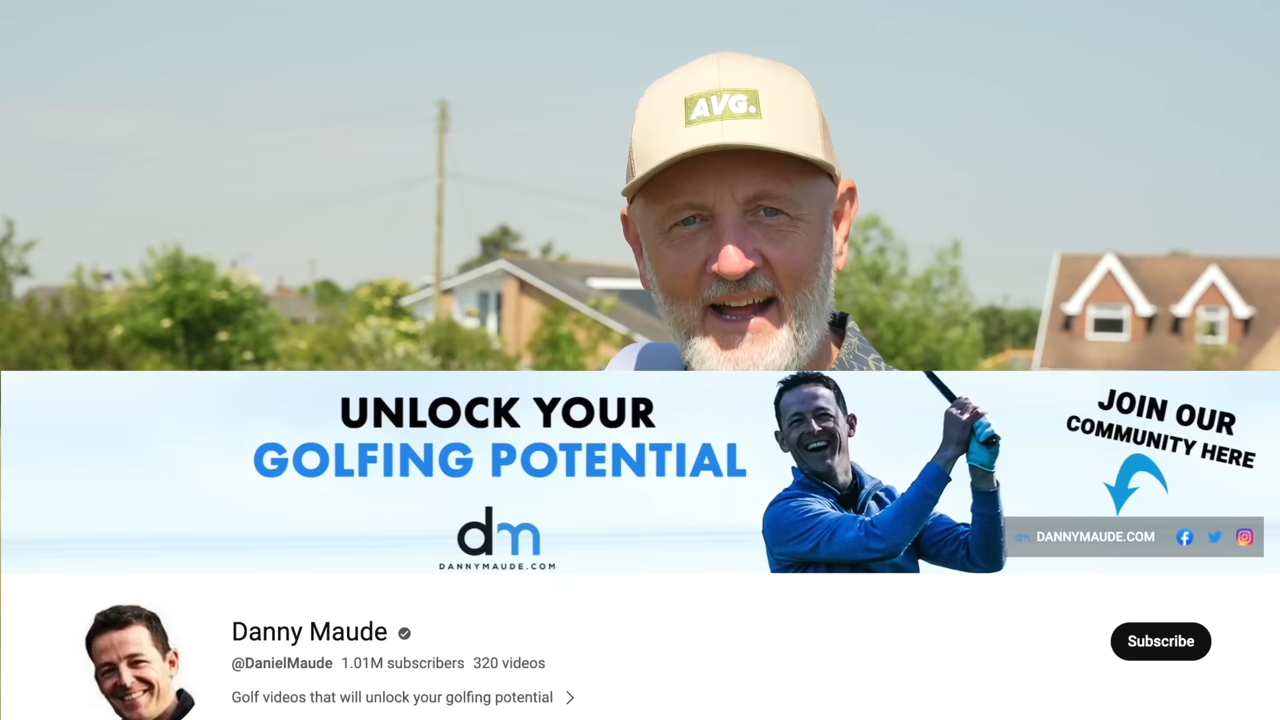 AVG.
UNLOCK YOUR
GOLFING POTENTIAL
dm
DANNYMAUDE.COM
JOIN OUR
COMMUNITY HERE
dm DANNYMAUDE.COM
Danny Maude
@DanielMaude 1.01M subscribers 320 videos
Golf videos that will unlock your golfing potential
Subscribe